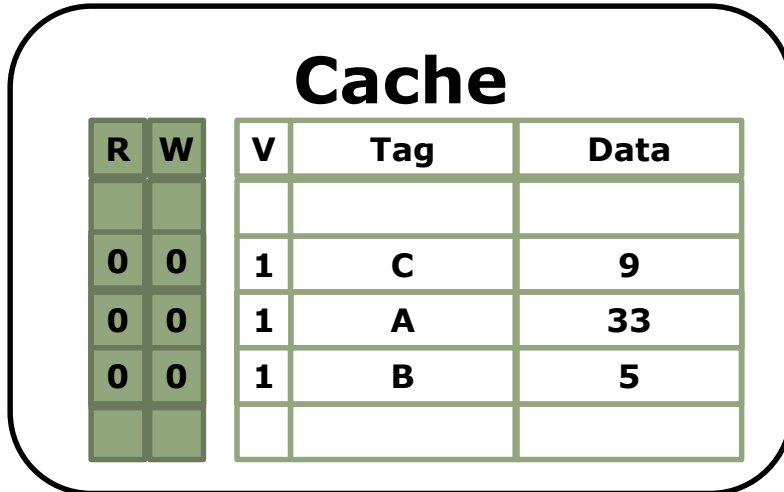 Cache
R W V Tag Data
0 0 1 C 9
0 0 1 A 33
0 0 1 B 5